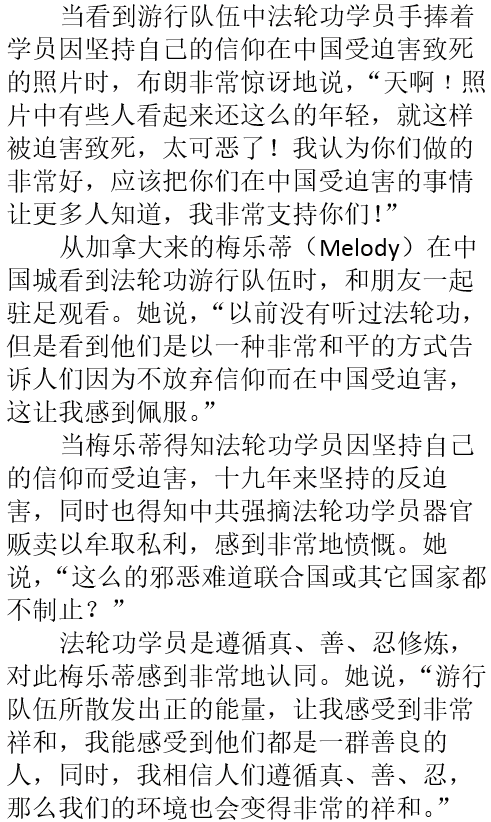 当看到游行队伍中法轮功学员手捧着
学员因坚持自己的信仰在中国受迫害致死
的照片时，布朗非常惊讶地说，“天啊！照
片中有些人看起来还这么的年轻，就这样
被迫害致死，太可恶了！我认为你们做的
非常好，应该把你们在中国受迫害的事情
让更多人知道，我非常支持你们！”
从加拿大来的梅乐蒂（Melody）在中
国城看到法轮功游行队伍时，和朋友一起
驻足观看。她说，“以前没有听过法轮功，
但是看到他们是以一种非常和平的方式告
诉人们因为不放弃信仰而在中国受迫害，
这让我感到佩服。”
当梅乐蒂得知法轮功学员因坚持自己
的信仰而受迫害，十九年来坚持的反迫
害，同时也得知中共强摘法轮功学员器官
贩卖以牟取私利，感到非常地愤慨。她
说，“这么的邪恶难道联合国或其它国家都
不制止？”
法轮功学员是遵循真、善、忍修炼，
对此梅乐蒂感到非常地认同。她说，“游行
队伍所散发出正的能量，让我感受到非常
祥和，我能感受到他们都是一群善良的
人，同时，我相信人们遵循真、善、忍，
那么我们的环境也会变得非常的祥和。”